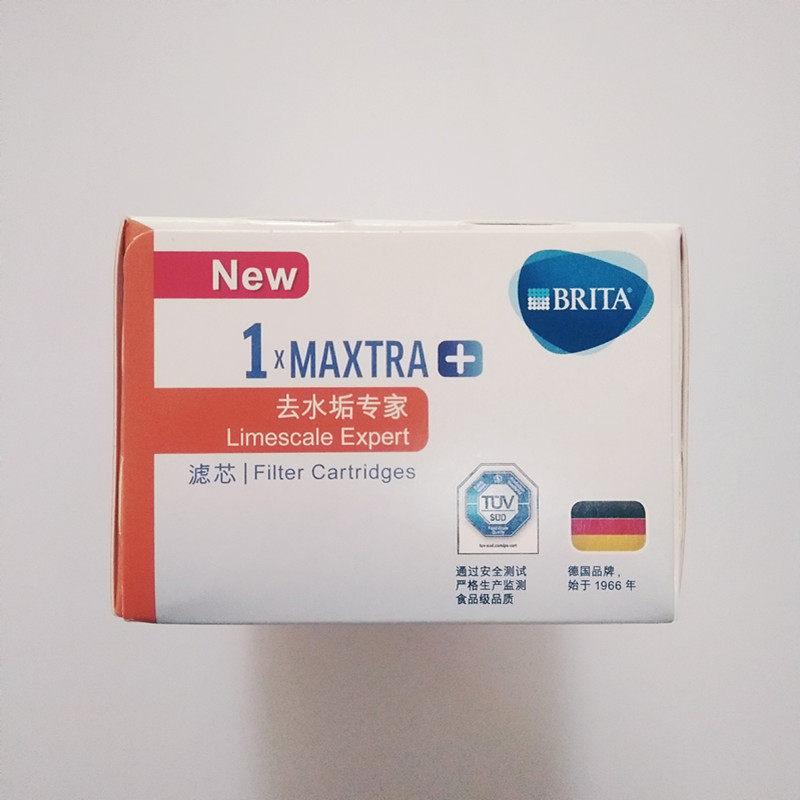 New
BRITA®
1 x MAXTRA +
去水垢专家
Limescale Expert
滤芯 | Filter Cartridges
TÜV
SÜD
通过安全测试
严格生产监测
食品级品质
德国品牌，
始于 1966 年